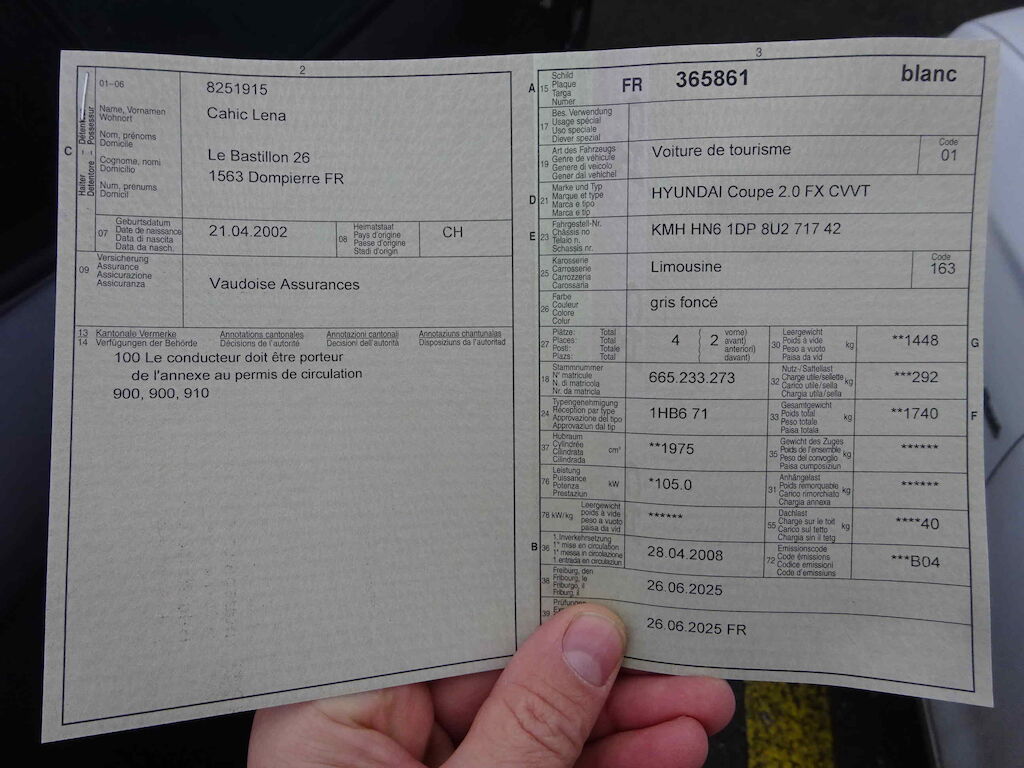 2
01–06
8251915
Name, Vornamen
Wohnort
Cahic Lena
Nom, prénoms
Domicile
C
Cognome, nomi
Domicilio
Le Bastillon 26
Num, prenums
Domicil
1563 Dompierre FR
Possessur
Halter
Détentore
07
Geburtsdatum
Date de naissance
Data di nascita
Data da nasch.
21.04.2002
08
Heimatstaat
Pays d'origine
Paese d'origine
Stadi d'origin
CH
09
Versicherung
Assurance
Assicurazione
Assicuranza
Vaudoise Assurances
13 Kantonale Vermerke Annotations cantonales Annotazioni cantonali Annotaziuns chantunalas
14 Verfügungen der Behörde Décisions de l'autorité Decisioni dell'autorità Disposiziuns da l'autoritad
100 Le conducteur doit être porteur
de l'annexe au permis de circulation
900, 900, 910
3
A 15
Schild
Plaque
Targa
Numer
FR 365861 blanc
17
Bes. Verwendung
Usage spécial
Uso speciale
Diever spezial
19
Art des Fahrzeugs
Genre de véhicule
Genere di veicolo
Gener dal vehichel
Voiture de tourisme
Code
01
D 21
Marke und Typ
Marque et type
Marca e tipo
Marca e tip
HYUNDAI Coupe 2.0 FX CVVT
E 23
Fahrgestell-Nr.
Châssis no
Telaio n.
Schassis nr.
KMH HN6 1DP 8U2 717 42
25
Karosserie
Carrosserie
Carrozzeria
Carossaria
Limousine
Code
163
26
Farbe
Couleur
Colore
Colur
gris foncé
27
Plätze: Total
Places: Total
Posti: Totale
Plazs: Total
4 ( 2 vorne)
avant)
anteriori)
davant)
30
Leergewicht
Poids à vide
Peso a vuoto
Paisa da vid
kg
**1448
G
18
Stammnummer
N° matricule
N. di matricola
Nr. da matricla
665.233.273
32
Nutz-/Sattellast
Charge utile/sellette
Carico utile/sella
Chargia utila/sella
kg
***292
24
Typengenehmigung
Réception par type
Approvazione del tipo
Approvaziun dal tip
1HB6 71
33
Gesamtgewicht
Poids total
Peso totale
Paisa totala
kg
**1740
F
37
Hubraum
Cylindrée
Cilindrata
Cilindrada
cm³
**1975
35
Gewicht des Zuges
Poids de l'ensemble
Peso del convoglio
Paisa cumposiziun
kg
******
76
Leistung
Puissance
Potenza
Prestaziun
kW
*105.0
31
Anhängelast
Poids remorquable
Carico rimorchiato
Chargia annexa
kg
******
78 kW/kg
Leergewicht
poids à vide
peso a vuoto
paisa da vid
******
55
Dachlast
Charge sur le toit
Carico sul tetto
Chargia sin il tetg
kg
****40
B 36
1. Inverkehrsetzung
1re mise en circulation
1a messa in circolazione
1 entrada en circulaziun
28.04.2008
72
Emissionscode
Code émissions
Codice emissioni
Code d'emissiuns
***B04
38
Freiburg, den
Fribourg, le
Friburgo, il
Friburg, il
26.06.2025
39
26.06.2025 FR